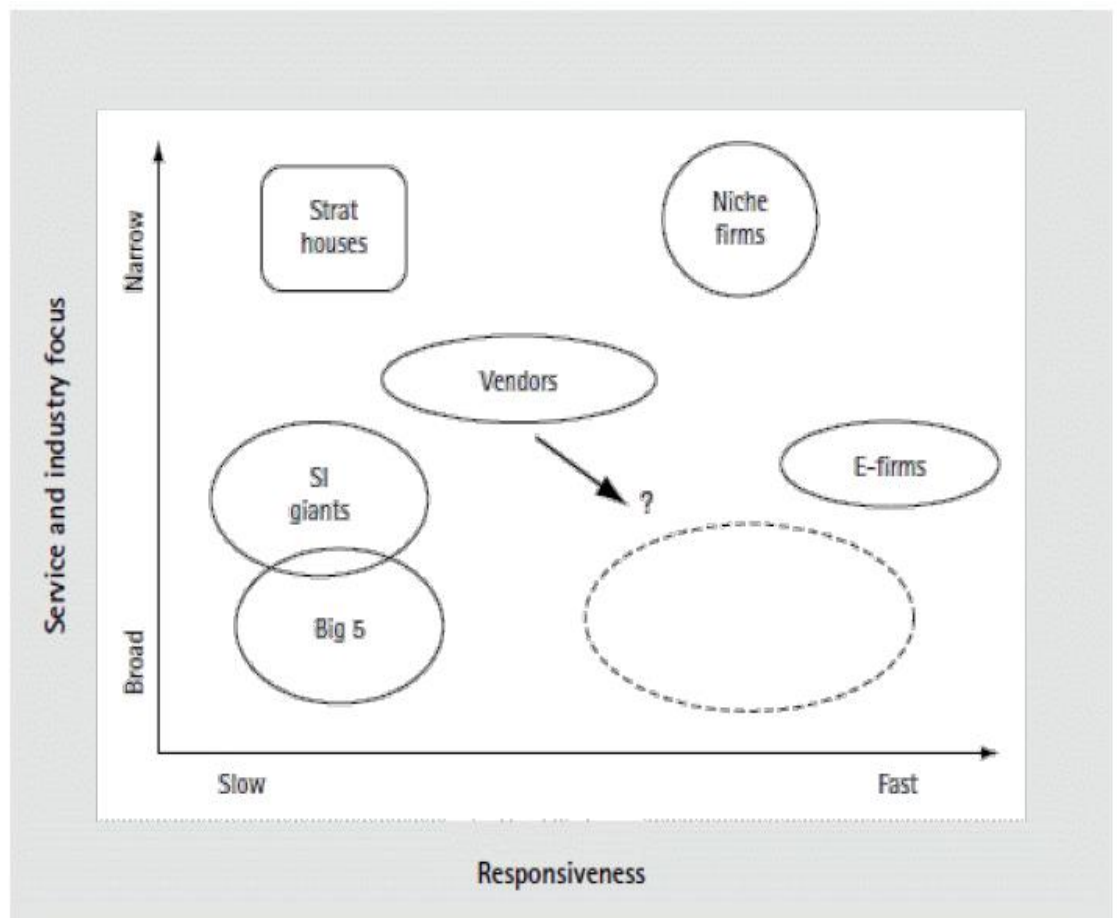 Service and industry focus
Narrow
Broad
Strat
houses
Niche
firms
Vendors
SI
giants
E-firms
?
Big 5
Slow
Fast
Responsiveness